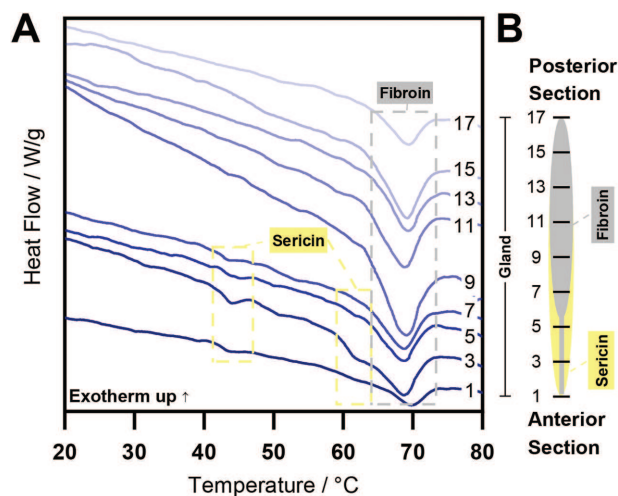 A
B
Fibroin
Posterior
Section
17
15
13
11
9
7
5
3
1
Sericin
Heat Flow / W/g
Exotherm up ↑
20 30 40 50 60 70 80
Temperature / °C
Gland
17
15
13
11
9
7
5
3
1
Fibroin
Sericin
Anterior
Section